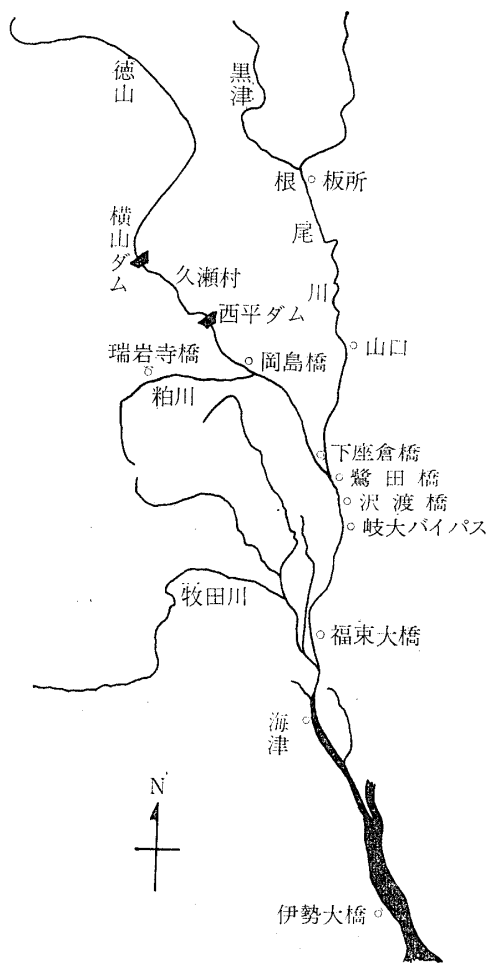 徳山
黒津
根尾川
板所
横山ダム
久瀬村
西平ダム
山口
瑞岩寺橋
岡島橋
粕川
下座倉橋
鷺田橋
沢渡橋
岐大バイパス
牧田川
福束大橋
海津
N
伊勢大橋